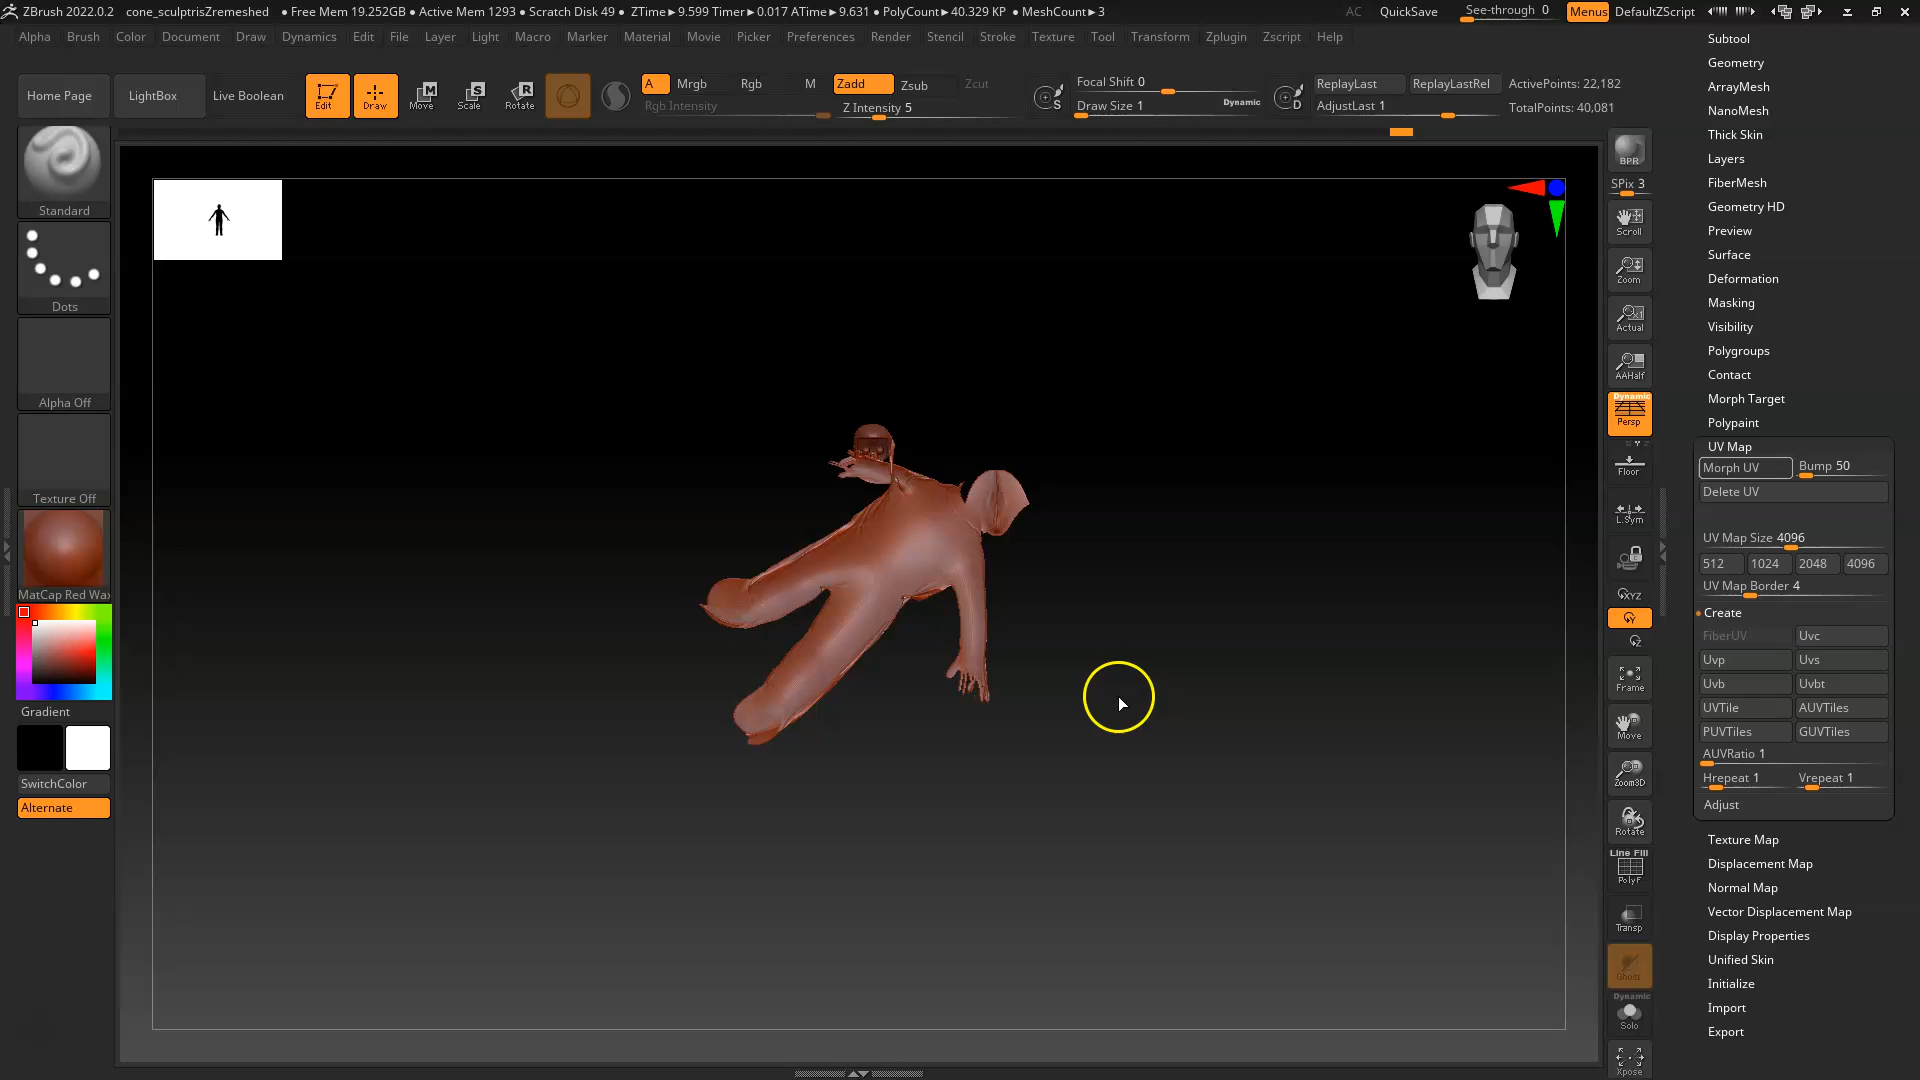 ZBrush 2022.0.2 cone_sculptrisZremeshed • Free Mem 19.252GB • Active Mem 1293 • Scratch Disk 49 • ZTime►9.599 Timer►0.017 ATime►9.631 • PolyCount►40.329 KP • MeshCount►3 AC QuickSave See-through 0 Menus DefaultZScript
Alpha Brush Color Document Draw Dynamics Edit File Layer Light Macro Marker Material Movie Picker Preferences Render Stencil Stroke Texture Tool Transform Zplugin Zscript Help
Home Page LightBox Live Boolean Edit Draw Move Scale Rotate
A Mrgb Rgb M Zadd Zsub Zcut
Rgb Intensity Z Intensity 5
Focal Shift 0
Draw Size 1 Dynamic
ReplayLast ReplayLastRel ActivePoints: 22,182
AdjustLast 1 TotalPoints: 40,081
Standard
Dots
Alpha Off
Texture Off
MatCap Red Wax
Gradient
SwitchColor
Alternate
BPR
SPix 3
Scroll
Zoom
Actual
AAHalf
Dynamic
Persp
Floor
L.Sym
XYZ
Y
Z
Frame
Move
Zoom3D
Rotate
Line Fill
PolyF
Transp
Ghost
Dynamic
Solo
Xpose
Subtool
Geometry
ArrayMesh
NanoMesh
Thick Skin
Layers
FiberMesh
Geometry HD
Preview
Surface
Deformation
Masking
Visibility
Polygroups
Contact
Morph Target
Polypaint
UV Map
Morph UV Bump 50
Delete UV
UV Map Size 4096
512 1024 2048 4096
UV Map Border 4
Create
FiberUV Uvc
Uvp Uvs
Uvb Uvbt
UVTile AUVTiles
PUVTiles GUVTiles
AUVRatio 1
Hrepeat 1 Vrepeat 1
Adjust
Texture Map
Displacement Map
Normal Map
Vector Displacement Map
Display Properties
Unified Skin
Initialize
Import
Export